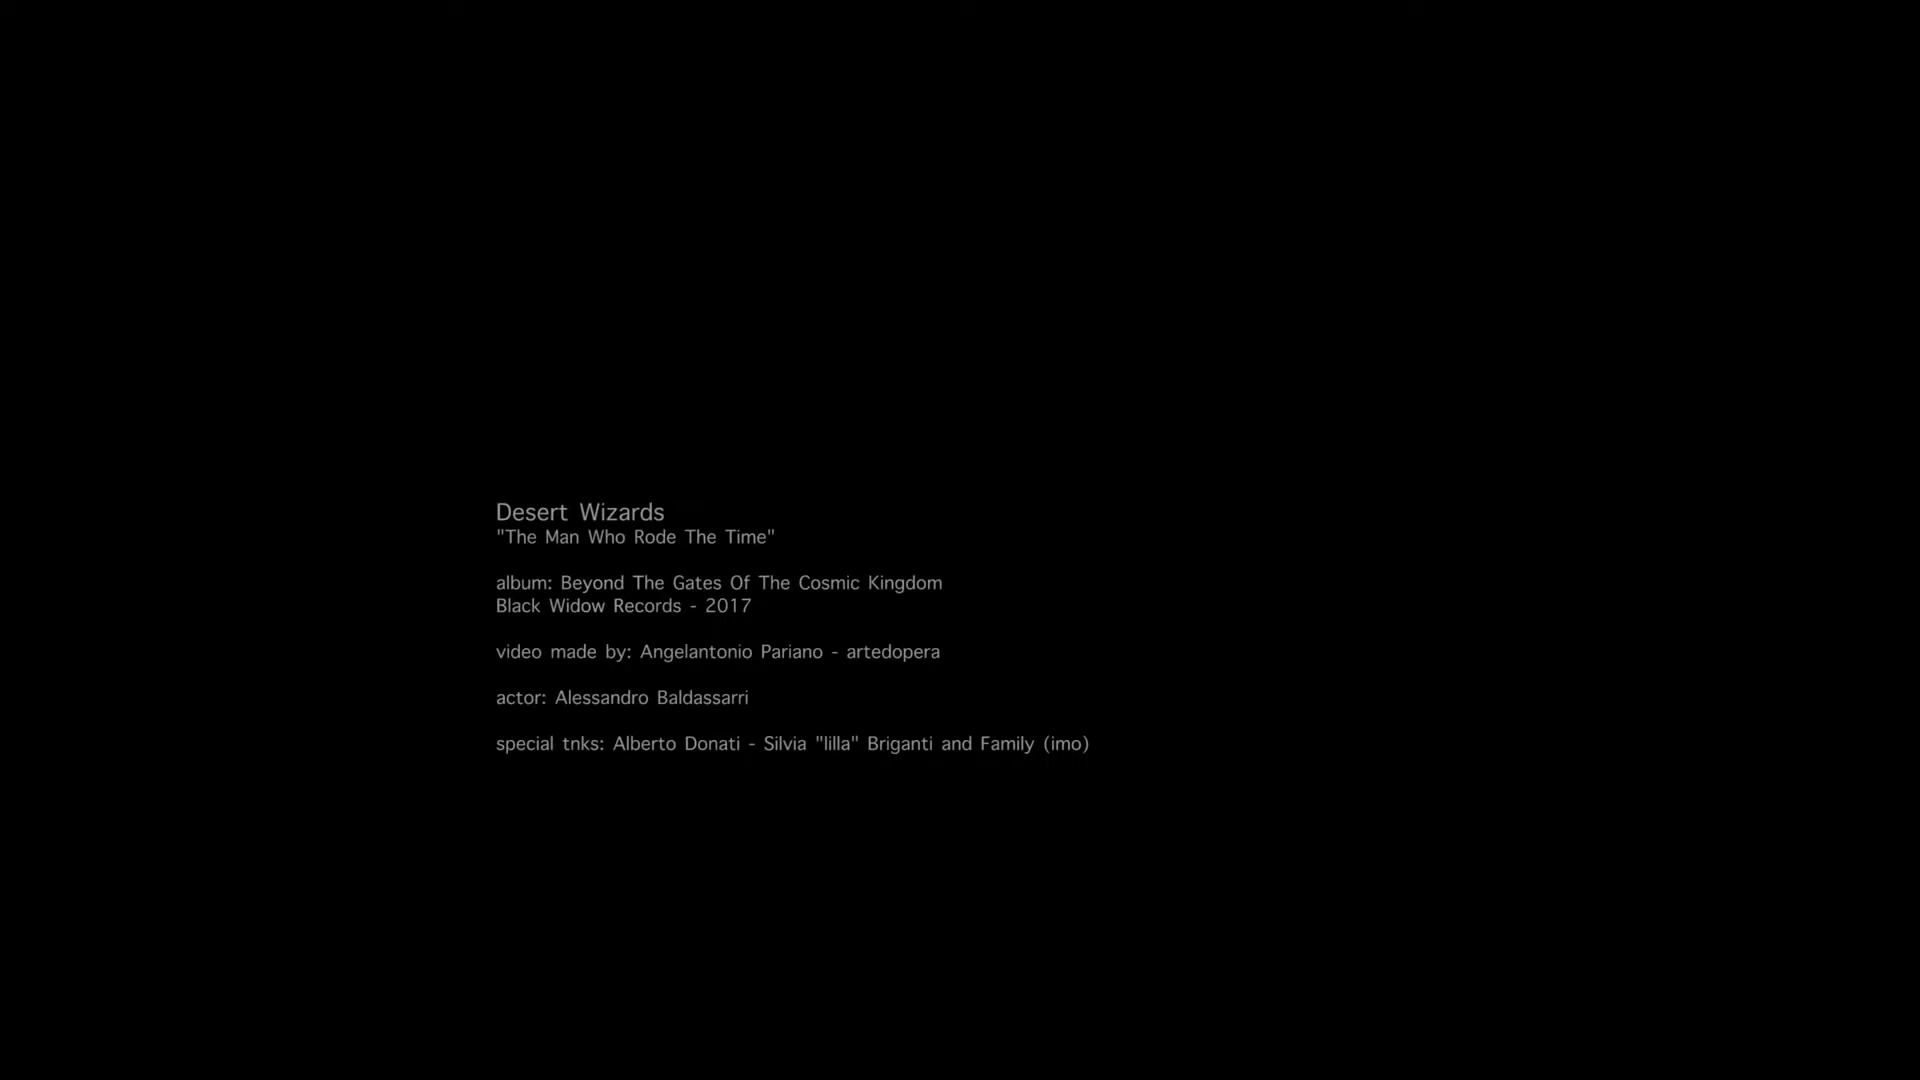 Desert Wizards
"The Man Who Rode The Time"
album: Beyond The Gates Of The Cosmic Kingdom
Black Widow Records - 2017
video made by: Angelantonio Pariano - artedopera
actor: Alessandro Baldassarri
special tnks: Alberto Donati - Silvia "lilla" Briganti and Family (imo)